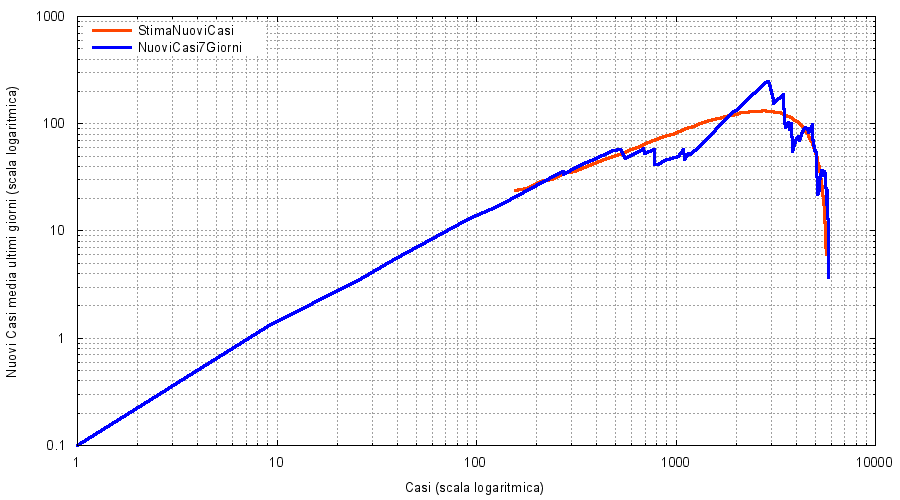 1000
StimaNuoviCasi
NuoviCasi7Giorni
100
10
1
0.1
Nuovi Casi media ultimi giorni (scala logaritmica)
1
10
100
1000
10000
Casi (scala logaritmica)